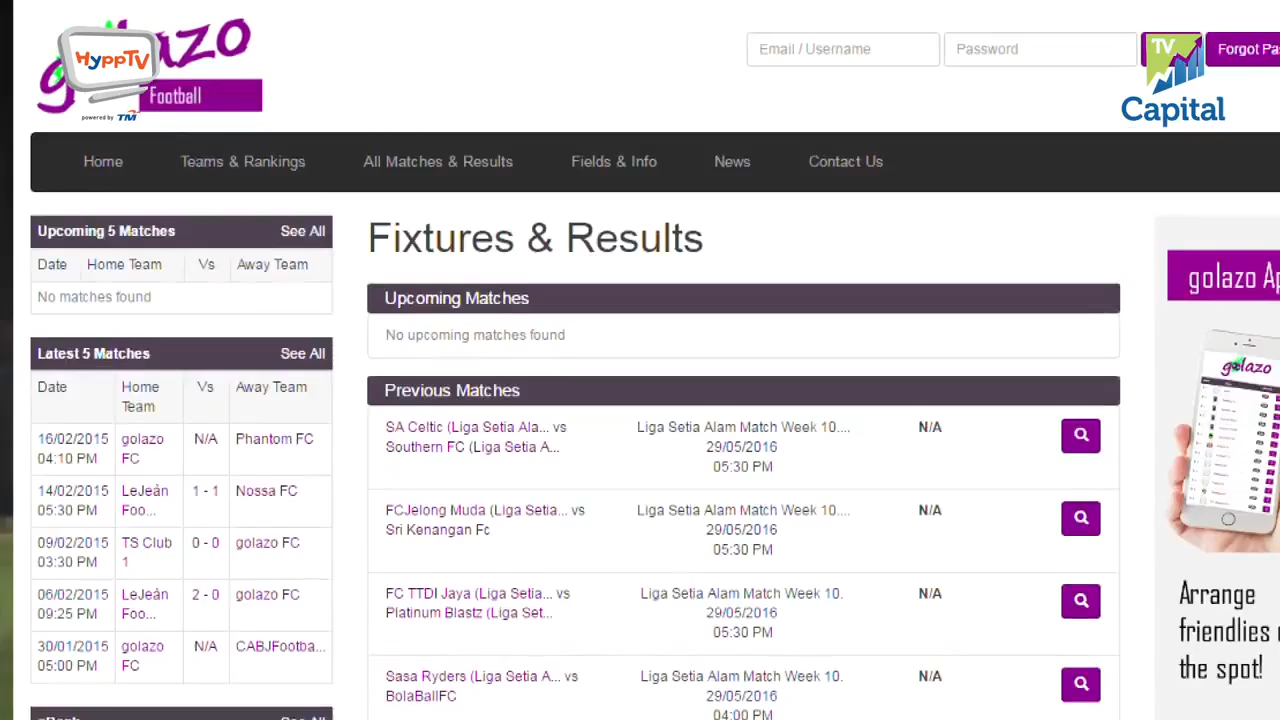 golazo
Football
HyppTV
powered by TM
Email / Username
Password
Forgot Pa
TV
Capital
Home
Teams & Rankings
All Matches & Results
Fields & Info
News
Contact Us
Upcoming 5 Matches See All
Date Home Team Vs Away Team
No matches found
Latest 5 Matches See All
Date Home Team Vs Away Team
16/02/2015 04:10 PM golazo FC N/A Phantom FC
14/02/2015 05:30 PM LeJeán Foo... 1 - 1 Nossa FC
09/02/2015 03:30 PM TS Club 1 0 - 0 golazo FC
06/02/2015 09:25 PM LeJeán Foo... 2 - 0 golazo FC
30/01/2015 05:00 PM golazo FC N/A CABJFootba...
See All
Fixtures & Results
Upcoming Matches
No upcoming matches found
Previous Matches
SA Celtic (Liga Setia Ala... vs Liga Setia Alam Match Week 10.... N/A
Southern FC (Liga Setia A... 29/05/2016
05:30 PM
FCJelong Muda (Liga Setia... vs Liga Setia Alam Match Week 10.... N/A
Sri Kenangan Fc 29/05/2016
05:30 PM
FC TTDI Jaya (Liga Setia... vs Liga Setia Alam Match Week 10. N/A
Platinum Blastz (Liga Set... 29/05/2016
05:30 PM
Sasa Ryders (Liga Setia A... vs Liga Setia Alam Match Week 10. N/A
BolaBallFC 29/05/2016
04:00 PM
golazo Ap
golazo
Arrange
friendlies
the spot!